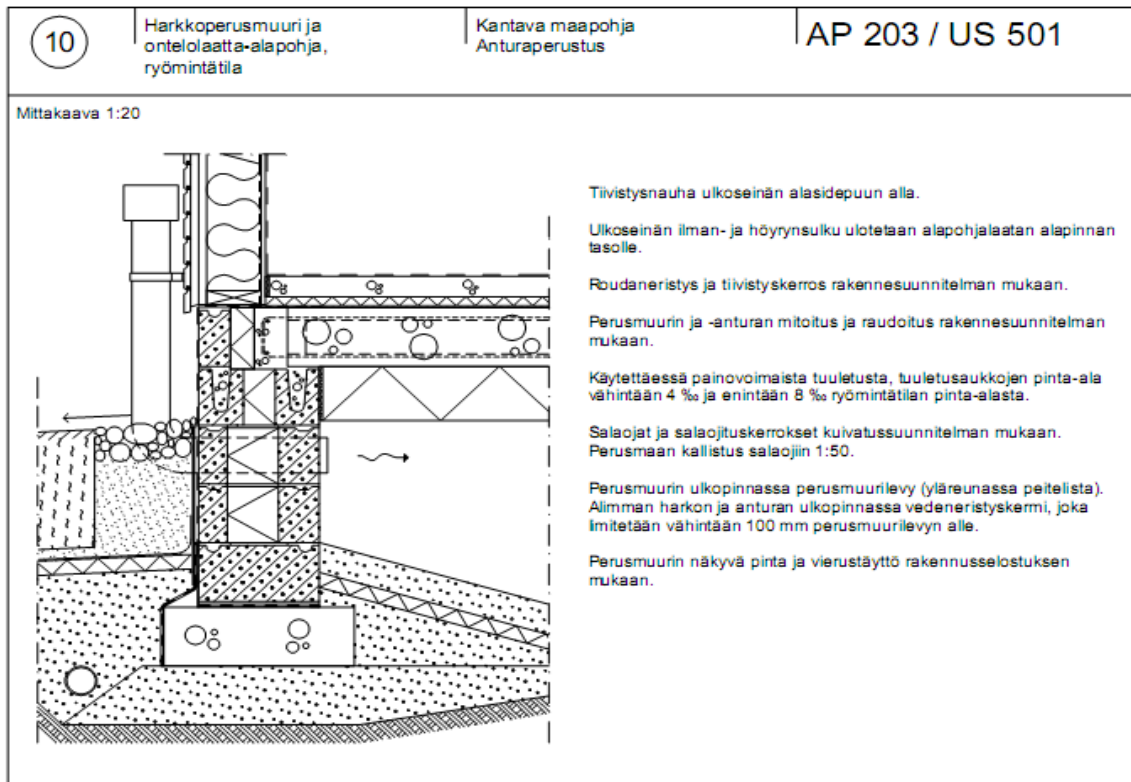 10
Harkkoperusmuuri ja
ontelolaatta-alapohja,
ryömintätila
Kantava maapohja
Anturaperustus
AP 203 / US 501
Mittakaava 1:20
Tiivistysnauha ulkoseinän alasidepuun alla.
Ulkoseinän ilman- ja höyrynsulku ulotetaan alapohjalaatan alapinnan
tasolle.
Roudaneristys ja tiivistyskerros rakennesuunnitelman mukaan.
Perusmuurin ja -anturan mitoitus ja raudoitus rakennesuunnitelman
mukaan.
Käytettäessä painovoimaista tuuletusta, tuuletusaukkojen pinta-ala
vähintään 4 ‰ ja enintään 8 ‰ ryömintätilan pinta-alasta.
Salaojat ja salaojituskerrokset kuivatussuunnitelman mukaan.
Perusmaan kallistus salaojiin 1:50.
Perusmuurin ulkopinnassa perusmuurilevy (yläreunassa peitelista).
Alimman harkon ja anturan ulkopinnassa vedeneristyskermi, joka
limitetään vähintään 100 mm perusmuurilevyn alle.
Perusmuurin näkyvä pinta ja vierustäyttö rakennusselostuksen
mukaan.